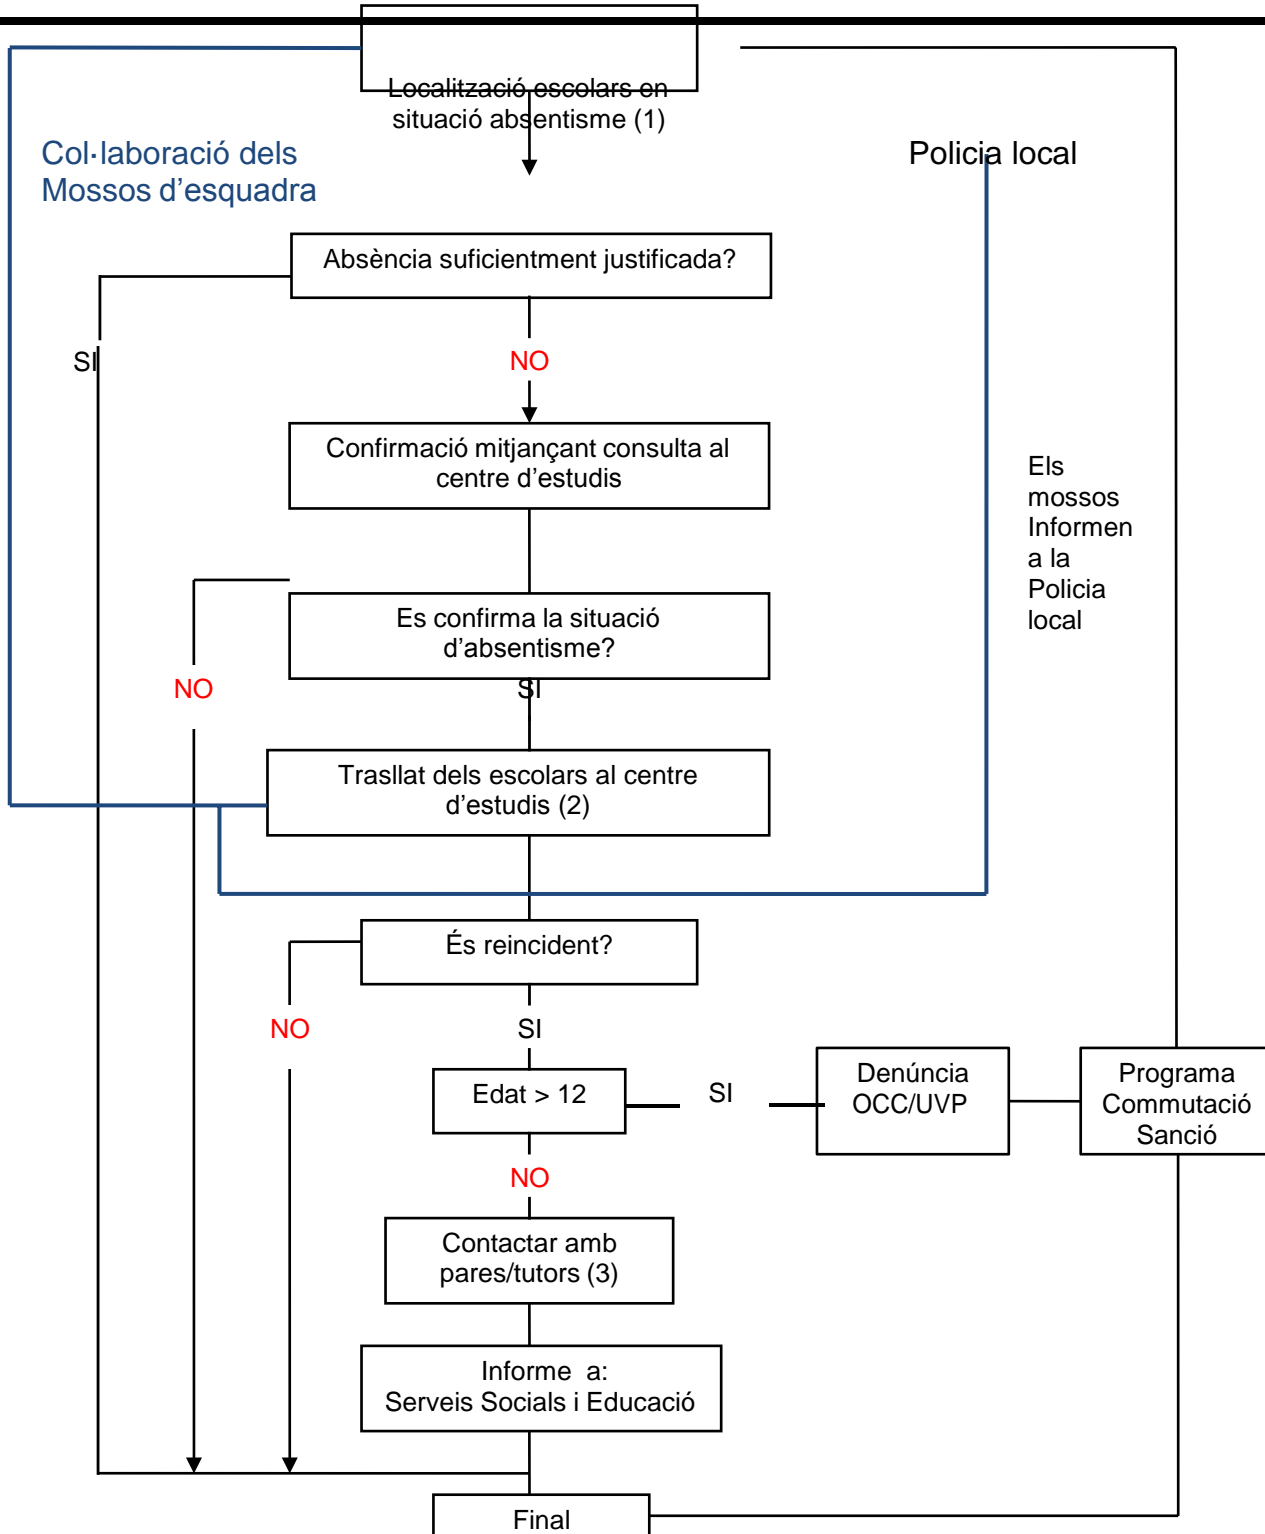 Localització escolars en
situació absentisme (1)
Col·laboració dels
Mossos d’esquadra
Policia local
Absència suficientment justificada?
SI
NO
Confirmació mitjançant consulta al
centre d’estudis
Els
mossos
Informen
a la
Policia
local
Es confirma la situació
d’absentisme?
NO
SI
Trasllat dels escolars al centre
d’estudis (2)
És reincident?
NO
SI
Edat > 12
SI
Denúncia
OCC/UVP
Programa
Commutació
Sanció
NO
Contactar amb
pares/tutors (3)
Informe  a:
Serveis Socials i Educació
Final